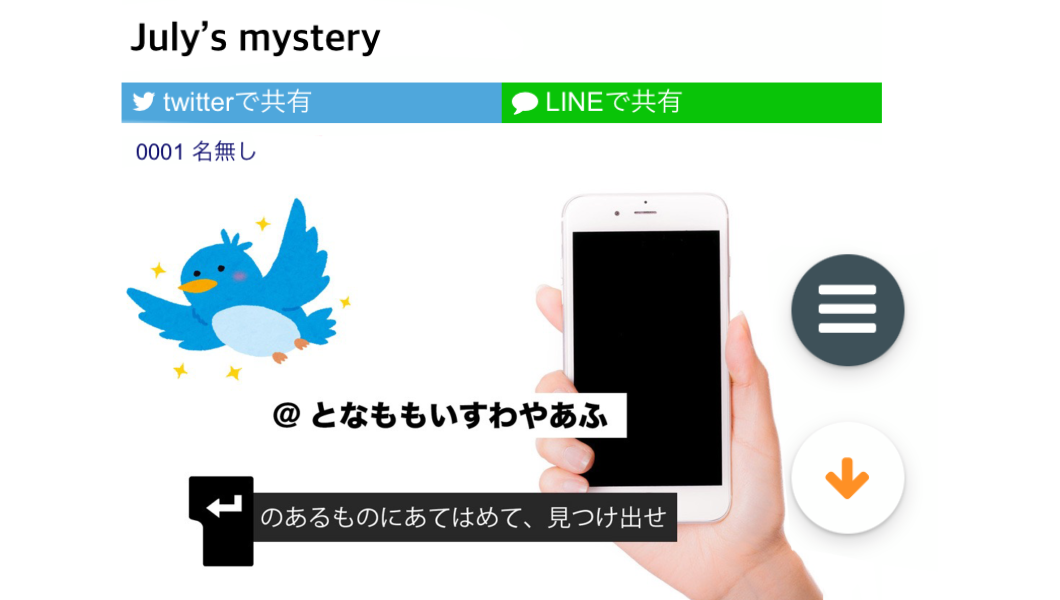 July’s mystery
twitterで共有
LINEで共有
0001 名無し
@ となももいすわやあふ
のあるものにあてはめて、見つけ出せ